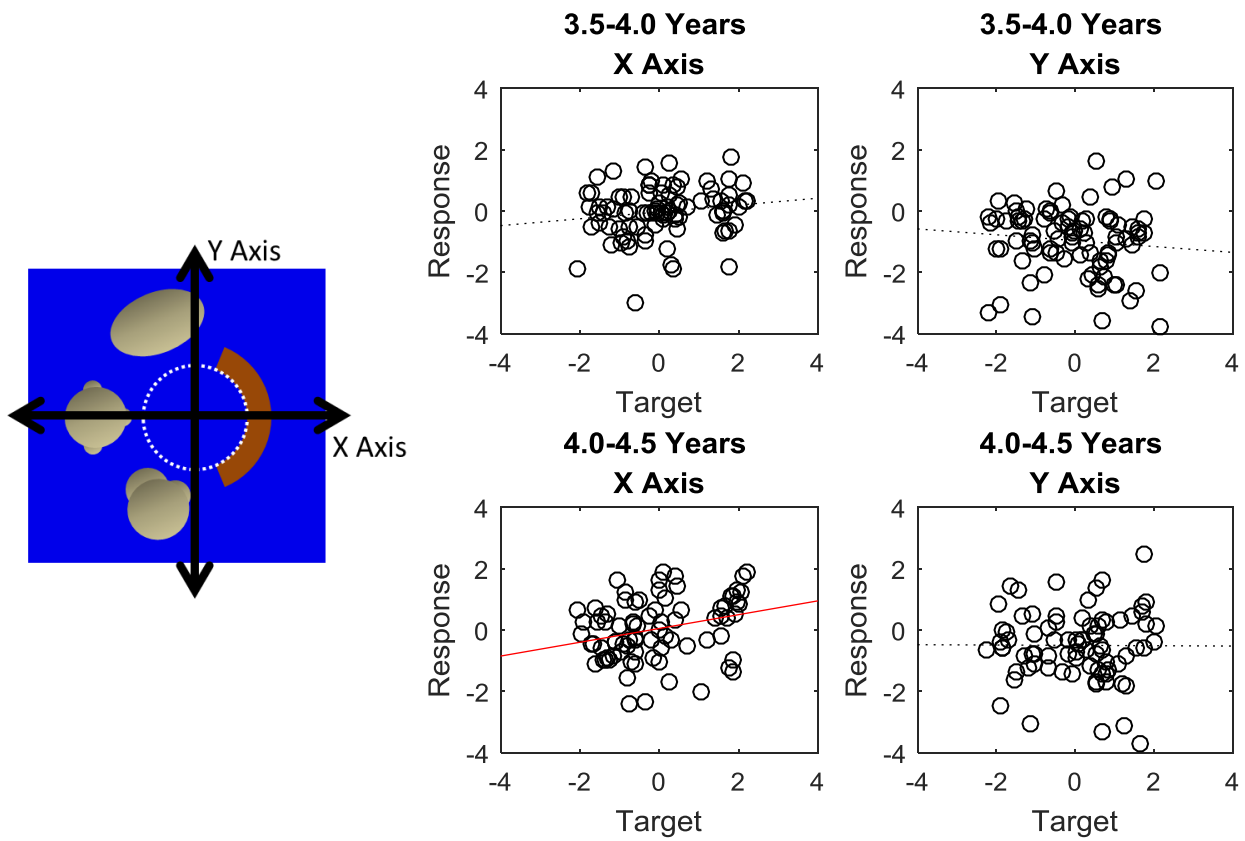 Y Axis
X Axis
3.5-4.0 Years
X Axis
4
2
0
-2
-4
Response
-4 -2 0 2 4
Target
3.5-4.0 Years
Y Axis
4
2
0
-2
-4
Response
-4 -2 0 2 4
Target
4.0-4.5 Years
X Axis
4
2
0
-2
-4
Response
-4 -2 0 2 4
Target
4.0-4.5 Years
Y Axis
4
2
0
-2
-4
Response
-4 -2 0 2 4
Target